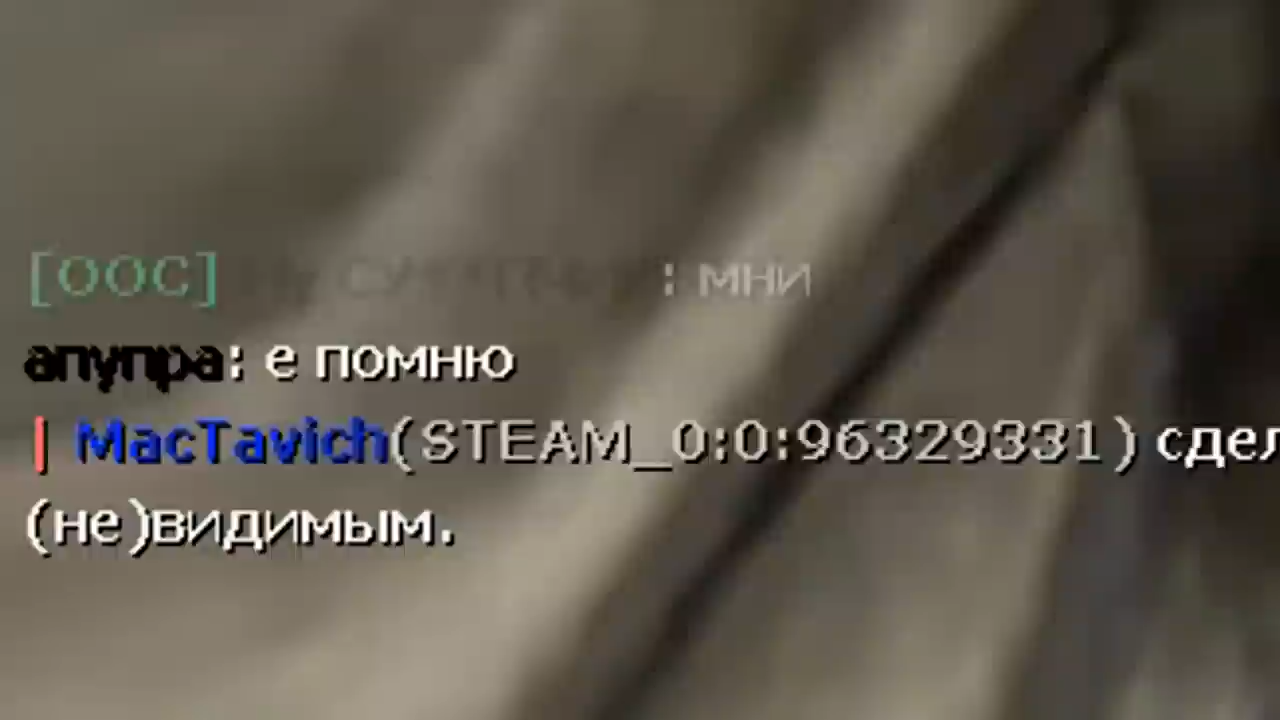 [OOC] : мни
апупра: е помню
| MacTavich(STEAM_0:0:96329331) сдел
(не)видимым.